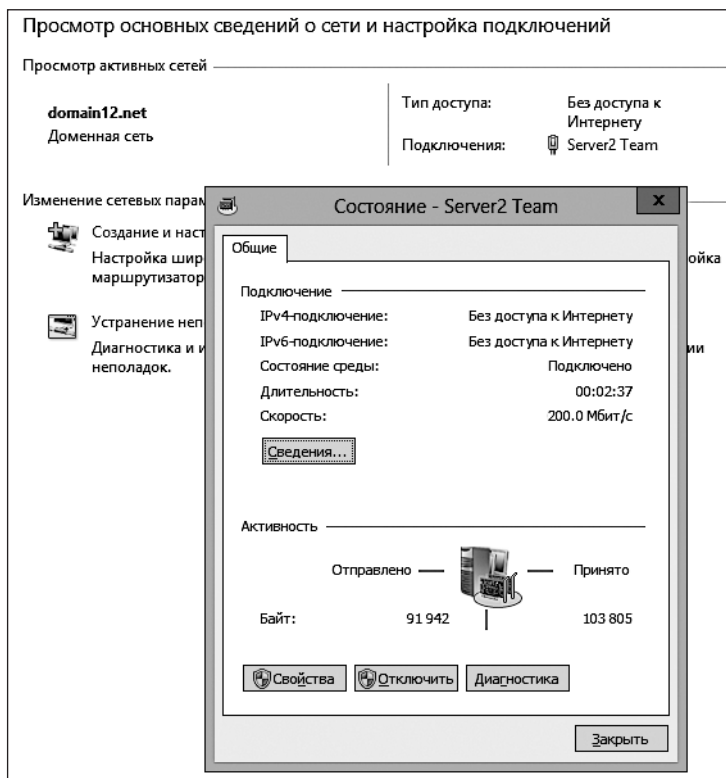 Просмотр основных сведений о сети и настройка подключений
Просмотр активных сетей
domain12.net
Доменная сеть
Тип доступа: Без доступа к
Интернету
Подключения: Server2 Team
Изменение сетевых парам
Создание и наст
Настройка шир ойка
маршрутизатор
Устранение неп
Диагностика и и ии
неполадок.
Состояние - Server2 Team
x
Общие
Подключение
IPv4-подключение: Без доступа к Интернету
IPv6-подключение: Без доступа к Интернету
Состояние среды: Подключено
Длительность: 00:02:37
Скорость: 200.0 Мбит/с
Сведения...
Активность
Отправлено Принято
Байт: 91 942 103 805
Свойства Отключить Диагностика
Закрыть